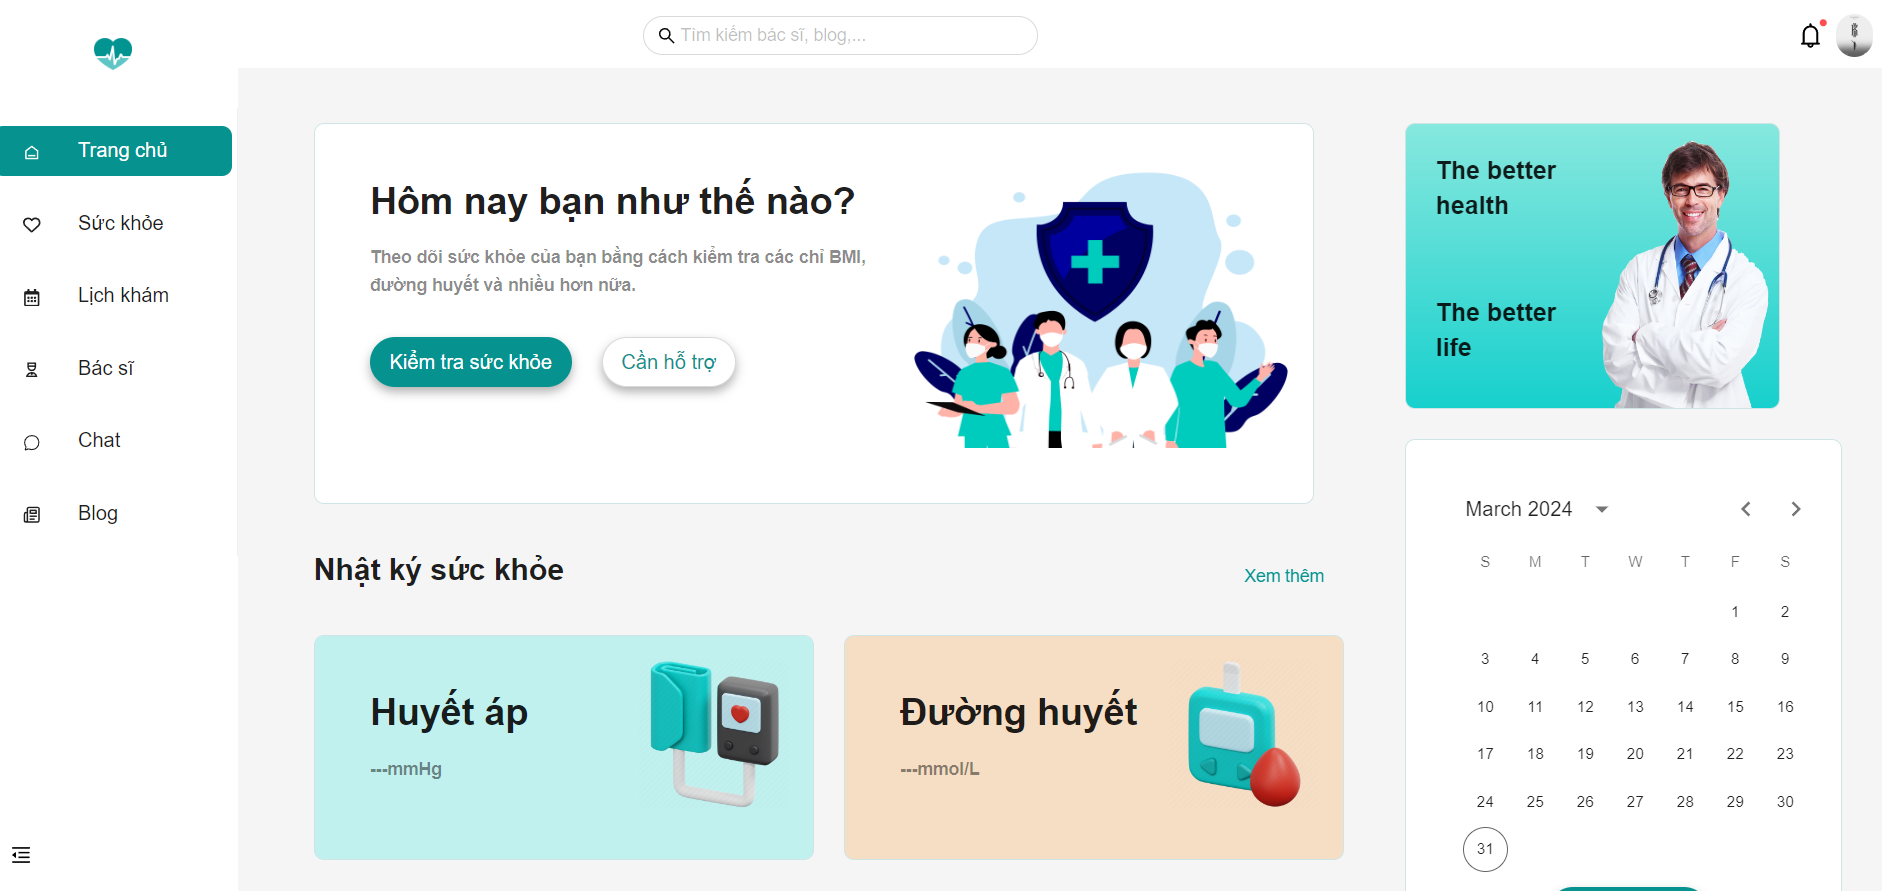 Tìm kiếm bác sĩ, blog,...
Trang chủ
Sức khỏe
Lịch khám
Bác sĩ
Chat
Blog
Hôm nay bạn như thế nào?
Theo dõi sức khỏe của bạn bằng cách kiểm tra các chỉ BMI,
đường huyết và nhiều hơn nữa.
Kiểm tra sức khỏe
Cần hỗ trợ
Nhật ký sức khỏe
Xem thêm
Huyết áp
---mmHg
Đường huyết
---mmol/L
The better
health
The better
life
March 2024
S M T W T F S
1 2
3 4 5 6 7 8 9
10 11 12 13 14 15 16
17 18 19 20 21 22 23
24 25 26 27 28 29 30
31